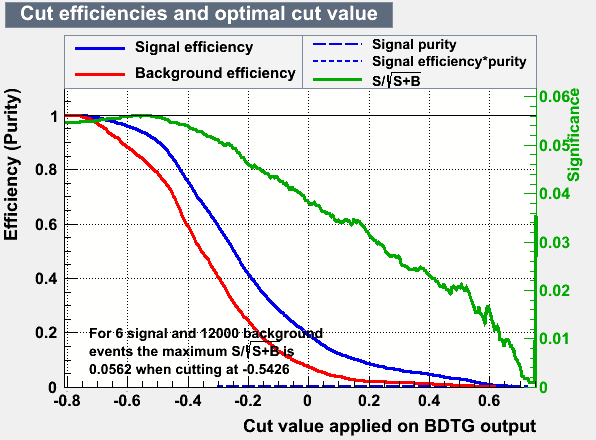 Cut efficiencies and optimal cut value
Signal efficiency
Background efficiency
Signal purity
Signal efficiency*purity
S/√S+B
Efficiency (Purity)
1
0.8
0.6
0.4
0.2
0
0.06
0.05
0.04
0.03
0.02
0.01
0
Significance
For 6 signal and 12000 background
events the maximum S/√S+B is
0.0562 when cutting at -0.5426
-0.8 -0.6 -0.4 -0.2 0 0.2 0.4 0.6
Cut value applied on BDTG output